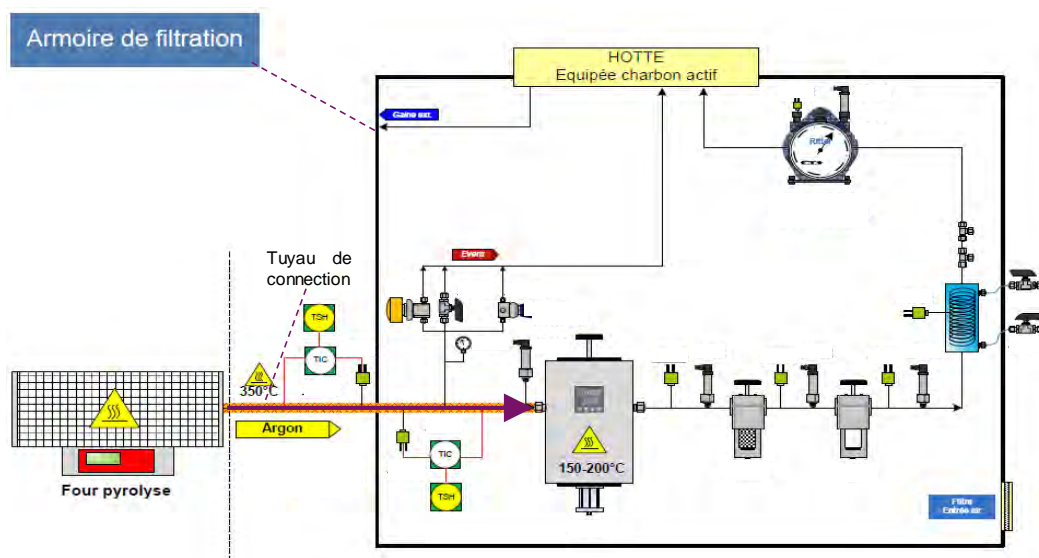 Armoire de filtration
HOTTE
Equipée charbon actif
Gaine ext.
Ritter
Event
Tuyau de
connection
TSH
TIC
350°C
Argon
TIC
TSH
150-200°C
Four pyrolyse
Filtre
Entrée air